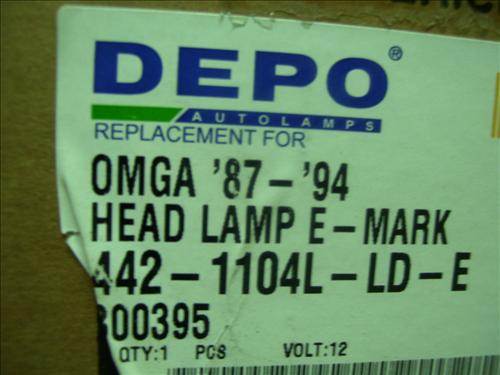 DEPO®
AUTOLAMPS
REPLACEMENT FOR
OMGA '87-'94
HEAD LAMP E-MARK
442-1104L-LD-E
300395
QTY:1 PCS VOLT:12